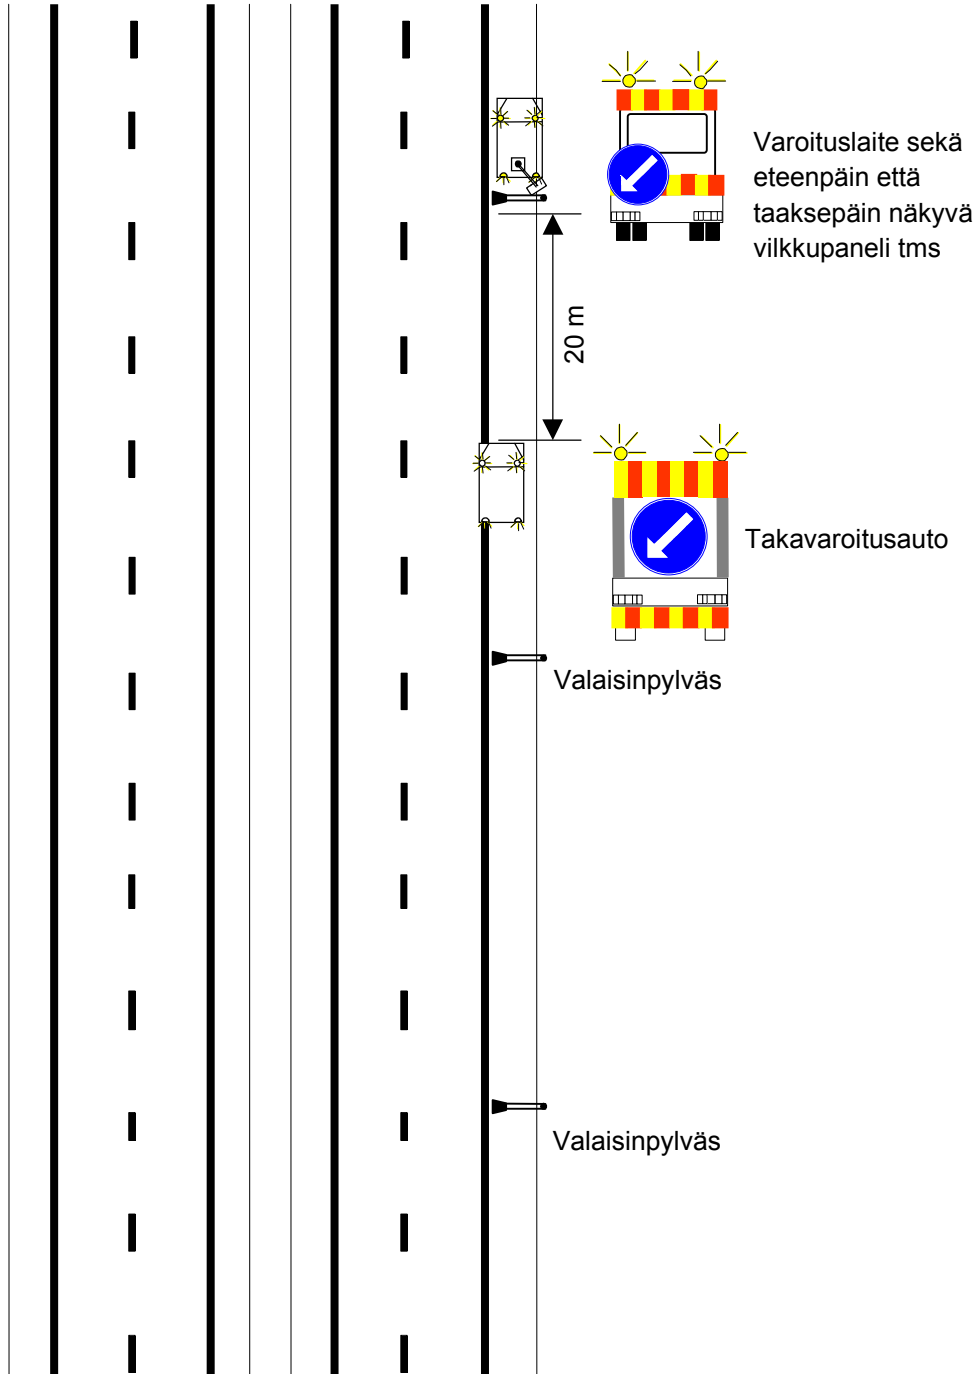 Varoituslaite sekä
eteenpäin että
taaksepäin näkyvä
vilkkupaneli tms
20 m
Takavaroitusauto
Valaisinpylväs
Valaisinpylväs